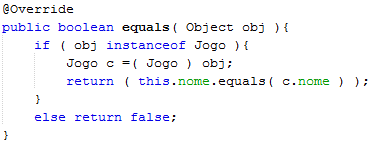 @Override
public boolean equals( Object obj ){
    if ( obj instanceof Jogo ){
        Jogo c =( Jogo ) obj;
        return ( this.nome.equals( c.nome ) );
    }
    else return false;
}